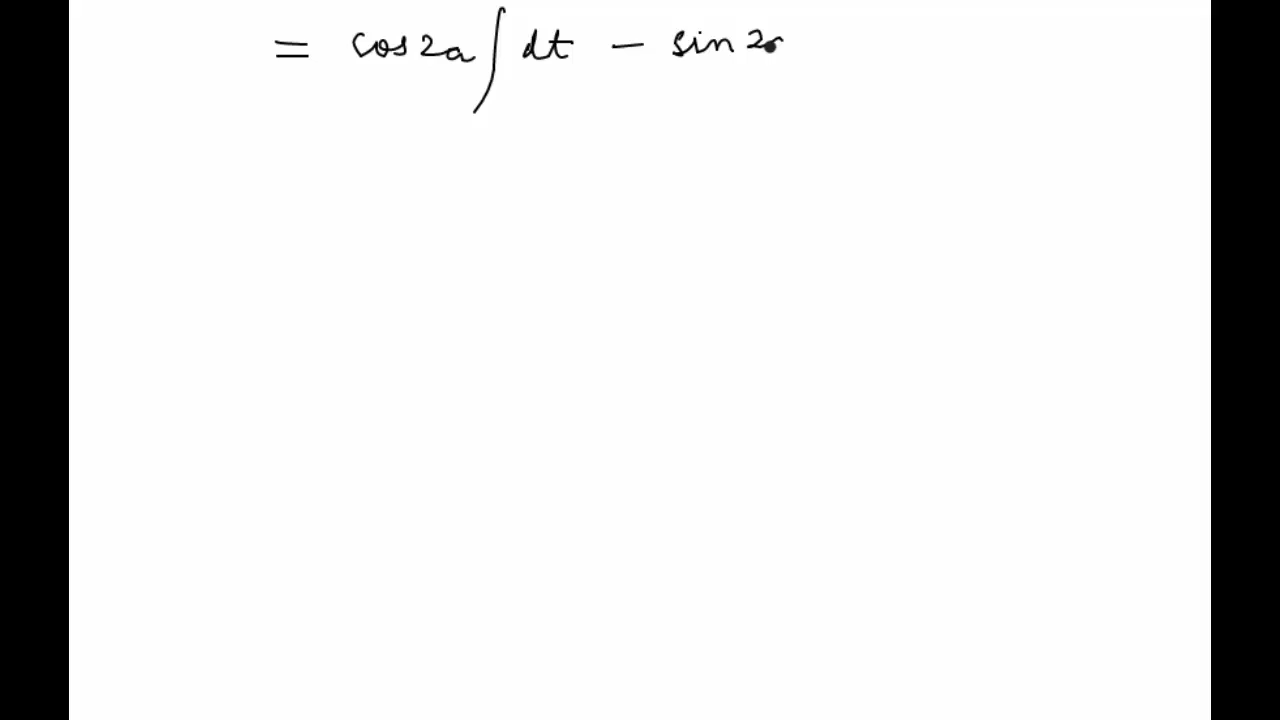 = cos 2a ∫ dt − sin 2